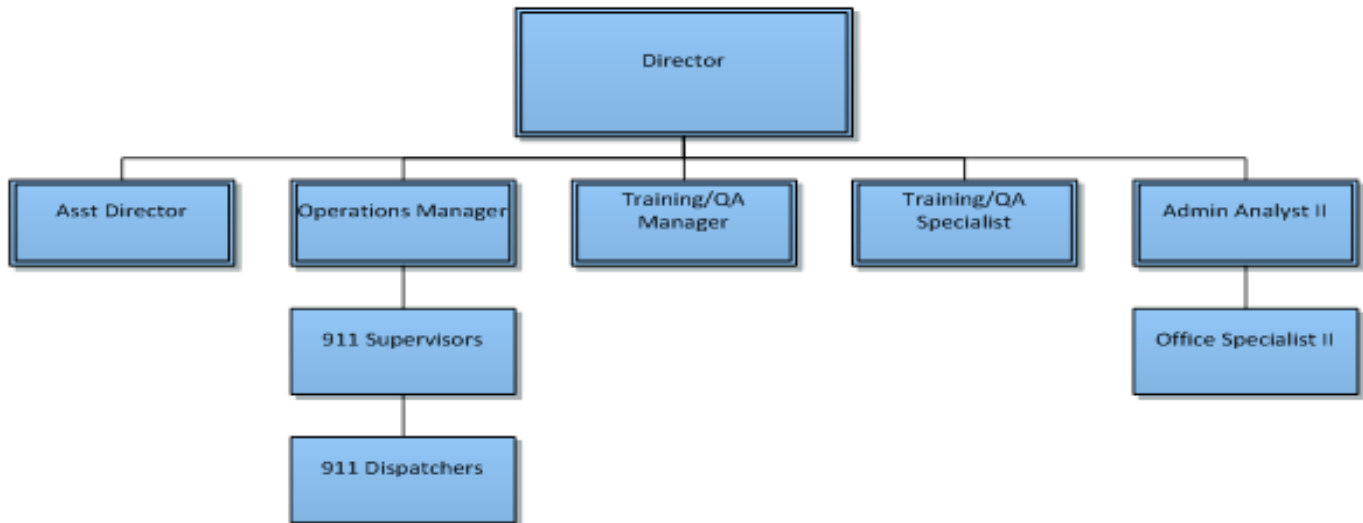 Director
Asst Director
Operations Manager
Training/QA
Manager
Training/QA
Specialist
Admin Analyst II
911 Supervisors
Office Specialist II
911 Dispatchers